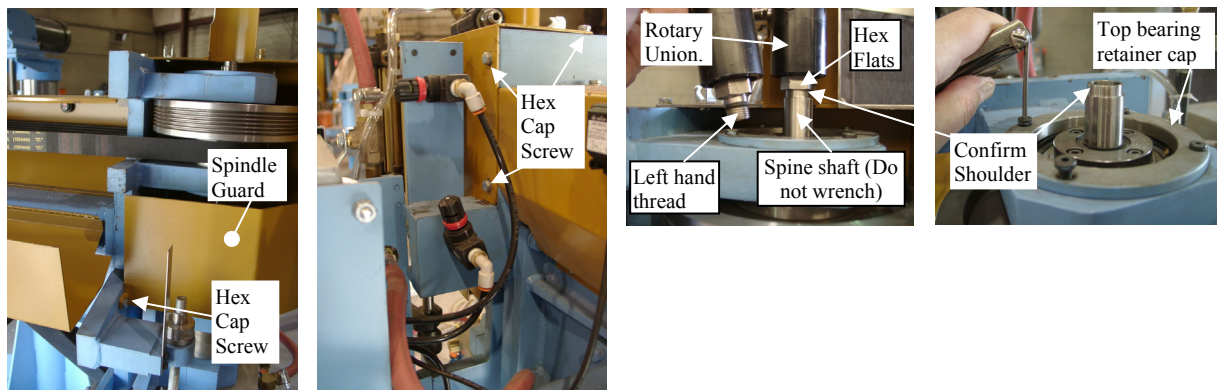 Spindle
Guard
Hex
Cap
Screw
Hex
Cap
Screw
Rotary
Union.
Hex
Flats
Left hand
thread
Spine shaft (Do
not wrench)
Top bearing
retainer cap
Confirm
Shoulder